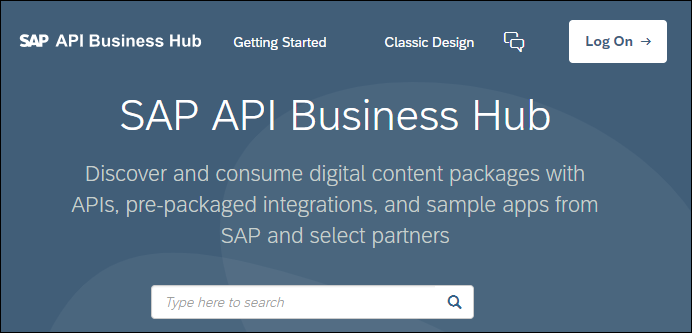 SAP API Business Hub Getting Started Classic Design Log On →
SAP API Business Hub
Discover and consume digital content packages with
APIs, pre-packaged integrations, and sample apps from
SAP and select partners
Type here to search